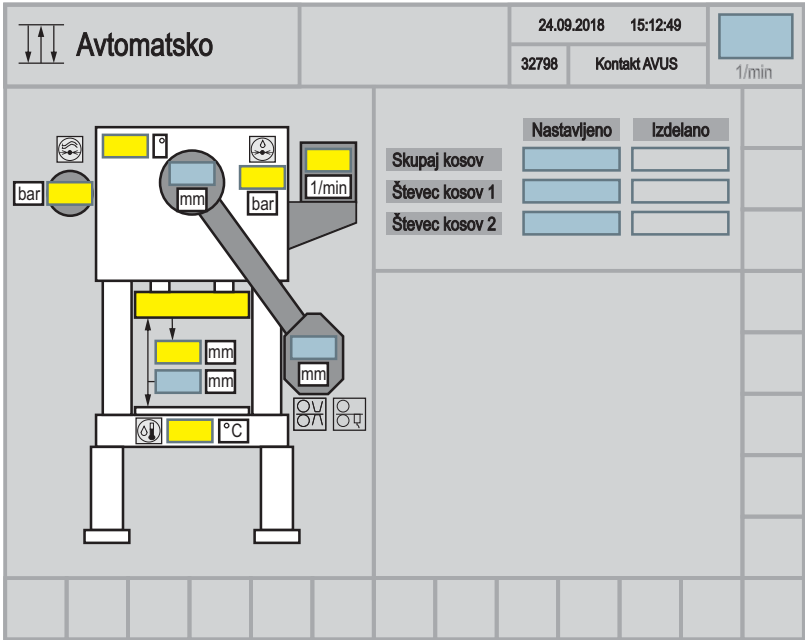 Avtomatsko
24.09.2018 15:12:49
32798 Kontakt AVUS
1/min
Nastavljeno Izdelano
Skupaj kosov
Števec kosov 1
Števec kosov 2
°
bar
mm
bar
1/min
mm
mm
mm
°C